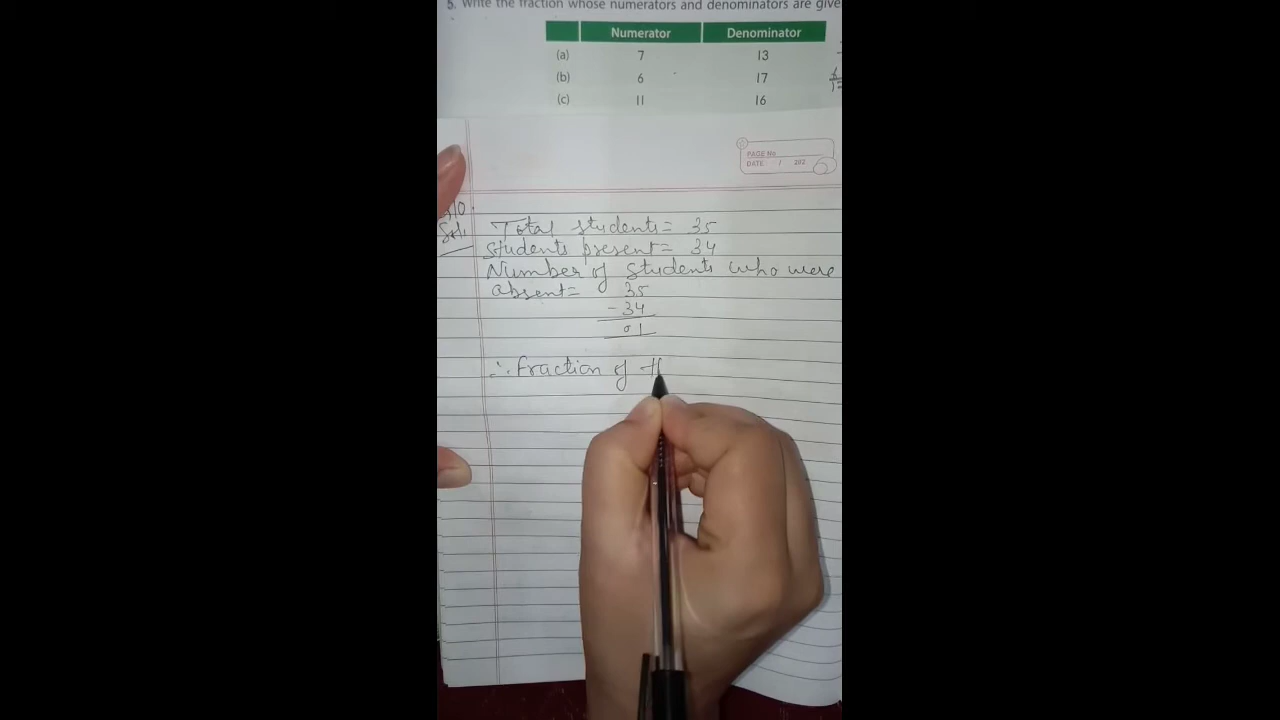 5. Write the fraction whose numerators and denominators are give
Numerator Denominator
(a) 7 13
(b) 6 17
(c) 11 16
PAGE No
DATE: / 202
Total students = 35
Students present = 34
Number of students who were
absent = 35
- 34
01
∴ Fraction of